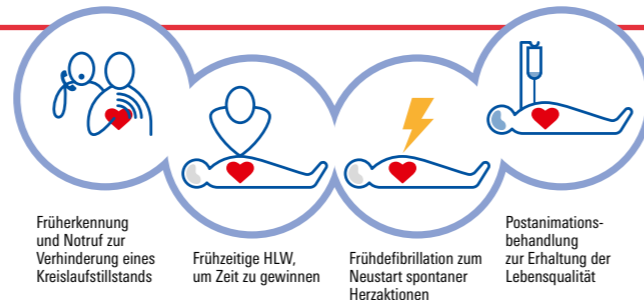 Früherkennung
und Notruf zur
Verhinderung eines
Kreislaufstillstands
Frühzeitige HLW,
um Zeit zu gewinnen
Frühdefibrillation zum
Neustart spontaner
Herzaktionen
Postanimations-
behandlung
zur Erhaltung der
Lebensqualität